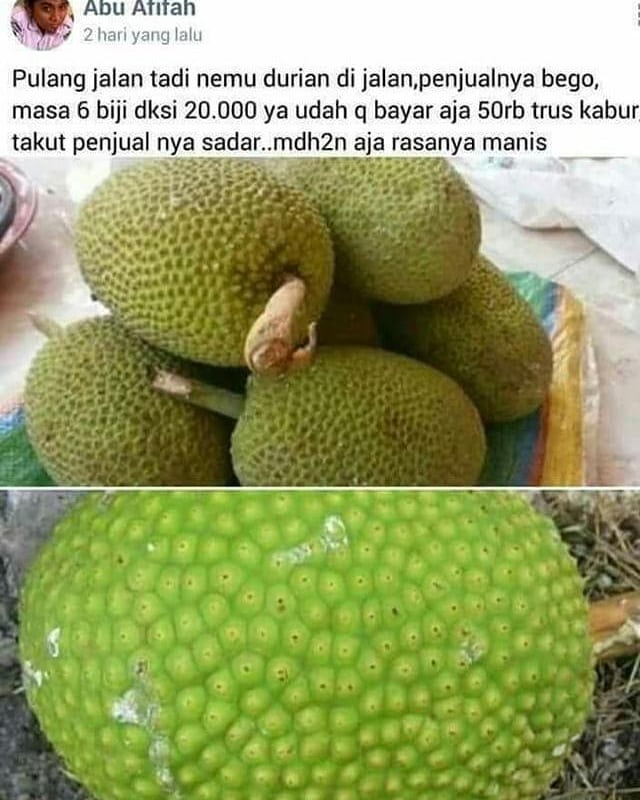 Abu Afifah
2 hari yang lalu
Pulang jalan tadi nemu durian di jalan,penjualnya bego,
masa 6 biji dksi 20.000 ya udah q bayar aja 50rb trus kabur
takut penjual nya sadar..mdh2n aja rasanya manis